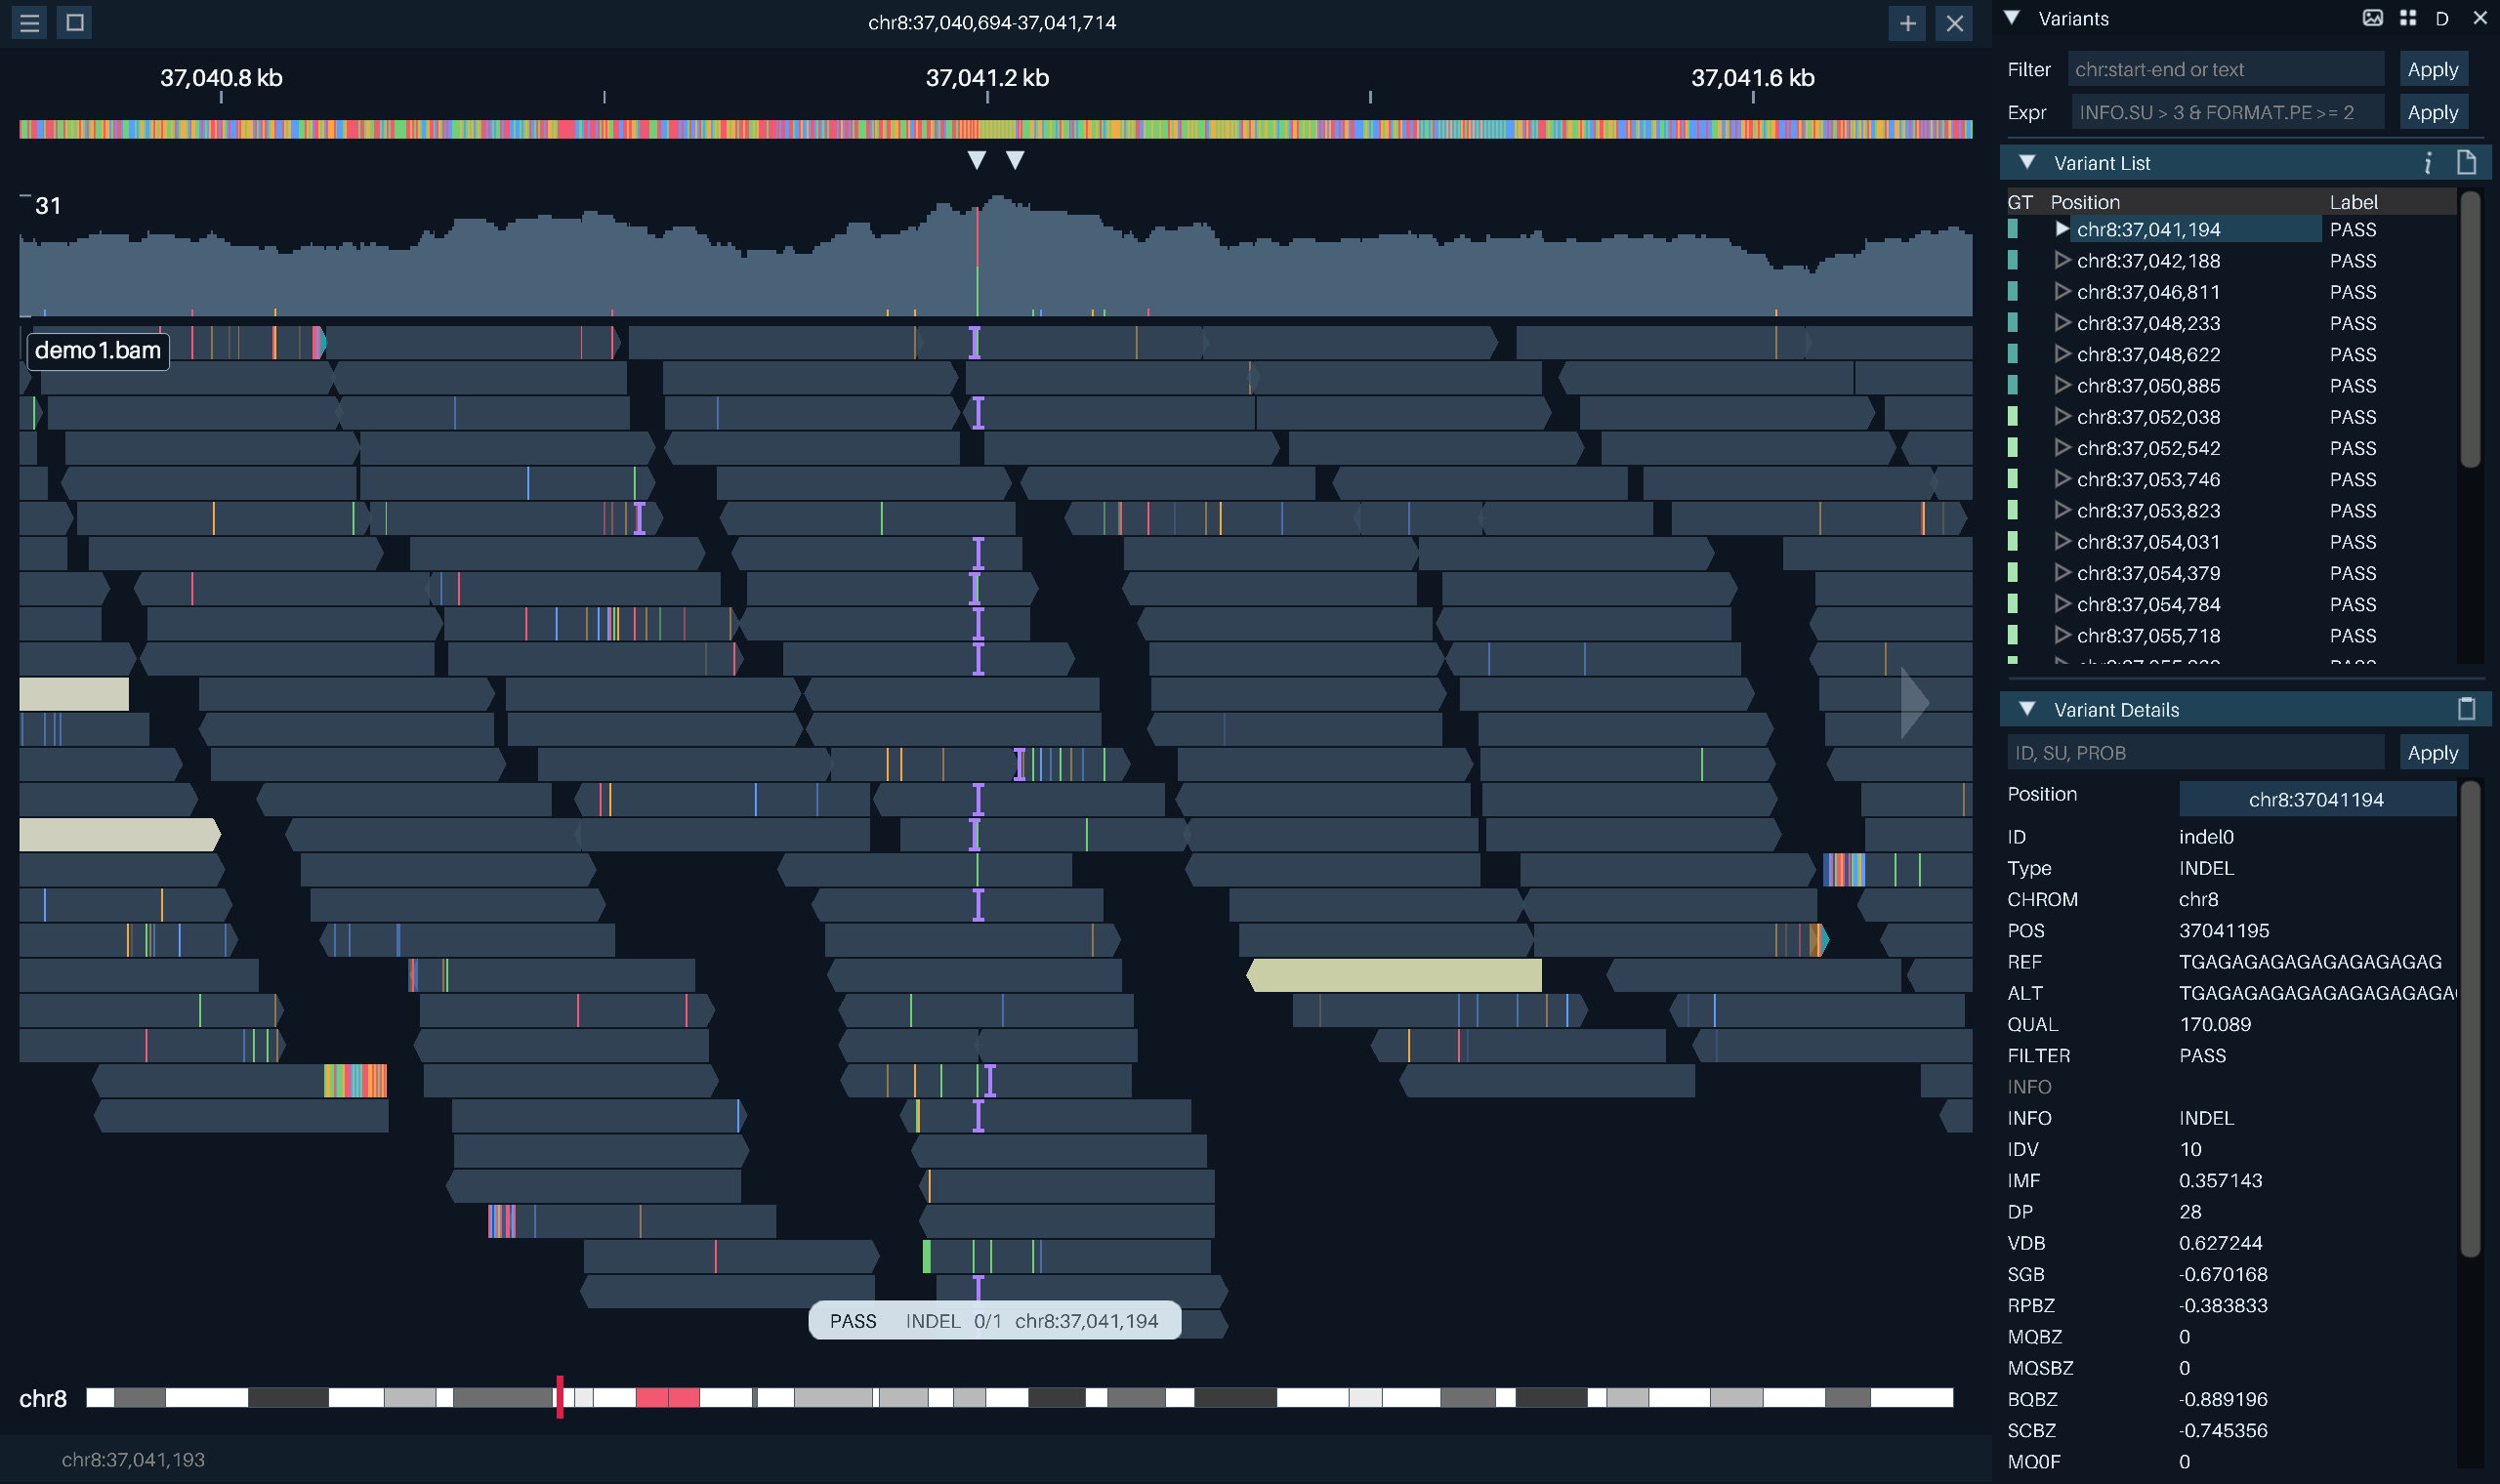 chr8:37,040,694-37,041,714
37,040.8 kb
37,041.2 kb
37,041.6 kb
31
demo1.bam
PASS INDEL 0/1 chr8:37,041,194
chr8
chr8:37,041,193
Variants
D
Filter chr:start-end or text Apply
Expr INFO.SU > 3 & FORMAT.PE >= 2 Apply
Variant List
i
GT Position Label
chr8:37,041,194 PASS
chr8:37,042,188 PASS
chr8:37,046,811 PASS
chr8:37,048,233 PASS
chr8:37,048,622 PASS
chr8:37,050,885 PASS
chr8:37,052,038 PASS
chr8:37,052,542 PASS
chr8:37,053,746 PASS
chr8:37,053,823 PASS
chr8:37,054,031 PASS
chr8:37,054,379 PASS
chr8:37,054,784 PASS
chr8:37,055,718 PASS
Variant Details
ID, SU, PROB Apply
Position chr8:37041194
ID indel0
Type INDEL
CHROM chr8
POS 37041195
REF TGAGAGAGAGAGAGAGAGAG
ALT TGAGAGAGAGAGAGAGAGAGA
QUAL 170.089
FILTER PASS
INFO
INFO INDEL
IDV 10
IMF 0.357143
DP 28
VDB 0.627244
SGB -0.670168
RPBZ -0.383833
MQBZ 0
MQSBZ 0
BQBZ -0.889196
SCBZ -0.745356
MQ0F 0